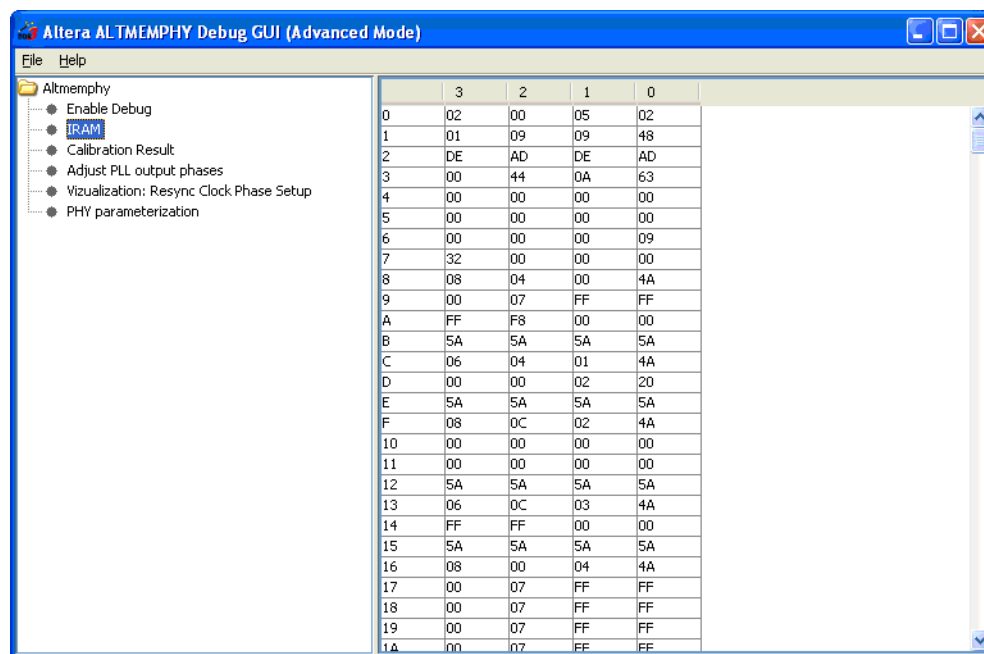 Altera ALTMEMPHY Debug GUI (Advanced Mode)
File Help
Altmemphy
Enable Debug
IRAM
Calibration Result
Adjust PLL output phases
Vizualization: Resync Clock Phase Setup
PHY parameterization
3 2 1 0
0 02 00 05 02
1 01 09 09 48
2 DE AD DE AD
3 00 44 0A 63
4 00 00 00 00
5 00 00 00 00
6 00 00 00 09
7 32 00 00 00
8 08 04 00 4A
9 00 07 FF FF
A FF F8 00 00
B 5A 5A 5A 5A
C 06 04 01 4A
D 00 00 02 20
E 5A 5A 5A 5A
F 08 0C 02 4A
10 00 00 00 00
11 00 00 00 00
12 5A 5A 5A 5A
13 06 0C 03 4A
14 FF FF 00 00
15 5A 5A 5A 5A
16 08 00 04 4A
17 00 07 FF FF
18 00 07 FF FF
19 00 07 FF FF
1A 00 07 FF FF